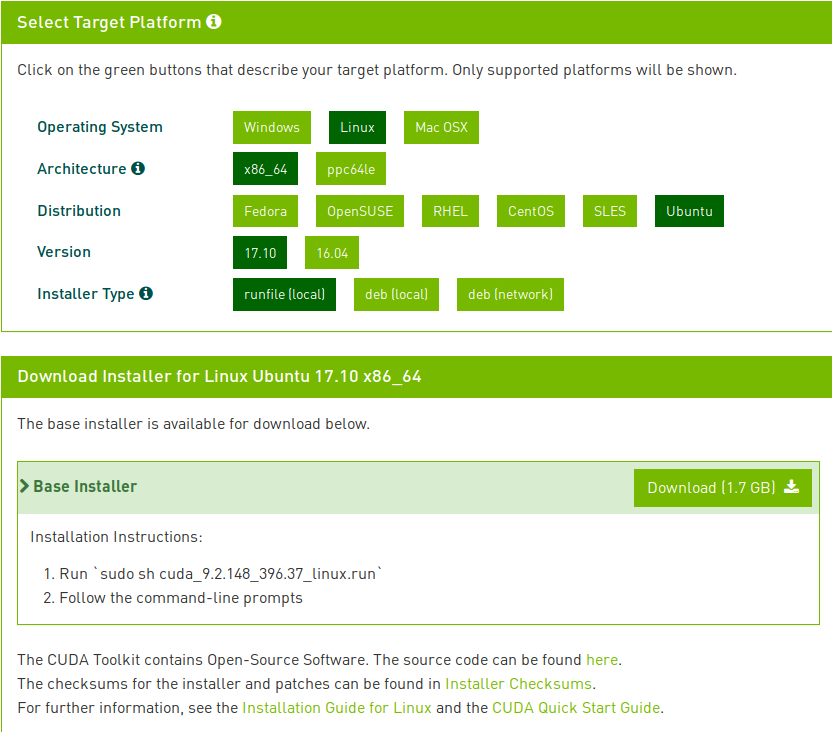 Select Target Platform
Click on the green buttons that describe your target platform. Only supported platforms will be shown.
Operating System Windows Linux Mac OSX
Architecture x86_64 ppc64le
Distribution Fedora OpenSUSE RHEL CentOS SLES Ubuntu
Version 17.10 16.04
Installer Type runfile (local) deb (local) deb (network)
Download Installer for Linux Ubuntu 17.10 x86_64
The base installer is available for download below.
Base Installer Download (1.7 GB)
Installation Instructions:
1. Run `sudo sh cuda_9.2.148_396.37_linux.run`
2. Follow the command-line prompts
The CUDA Toolkit contains Open-Source Software. The source code can be found here.
The checksums for the installer and patches can be found in Installer Checksums.
For further information, see the Installation Guide for Linux and the CUDA Quick Start Guide.